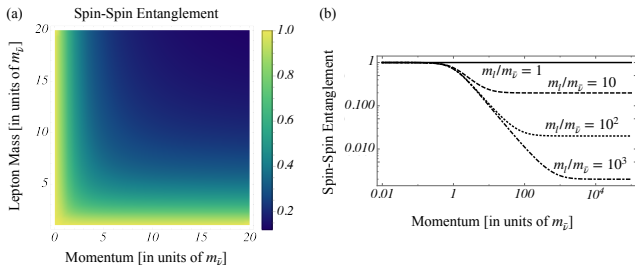 (a)
Spin-Spin Entanglement
Lepton Mass [in units of m_ν̄]
20
15
10
5
0
5
10
15
20
Momentum [in units of m_ν̄]
1.0
0.8
0.6
0.4
0.2
(b)
Spin-Spin Entanglement
1
0.100
0.010
m_l/m_ν̄ = 1
m_l/m_ν̄ = 10
m_l/m_ν̄ = 10²
m_l/m_ν̄ = 10³
0.01
1
100
10⁴
Momentum [in units of m_ν̄]